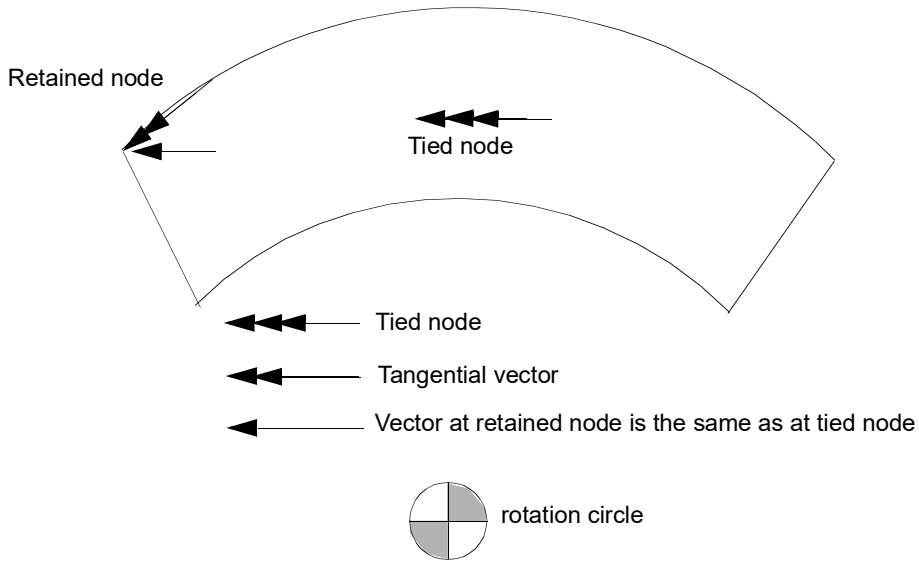 Retained node
Tied node
Tied node
Tangential vector
Vector at retained node is the same as at tied node
rotation circle